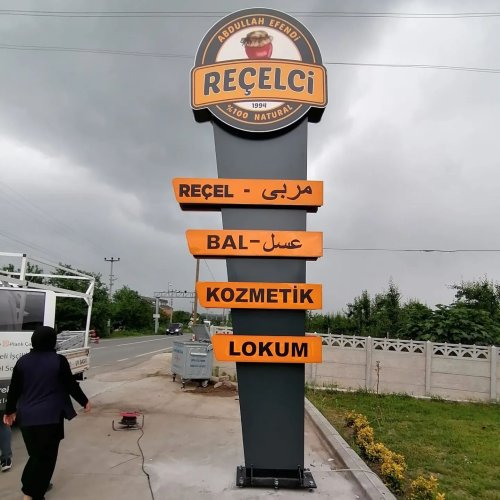 ABDULLAH EFENDİ
REÇELCİ
1994
%100 NATURAL
REÇEL - مربى
BAL-عسل
KOZMETİK
LOKUM